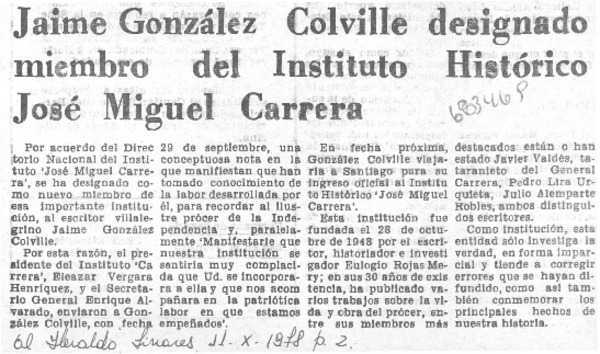 Jaime González Colville designado
miembro del Instituto Histórico
José Miguel Carrera
683468
Por acuerdo del Direc
torio Nacional del Insti-
tuto 'José Miguel Carre-
ra', se ha designado co-
mo nuevo miembro de
esa importante institu-
ción, al escritor villale-
grino Jaime González
Colville.
Por esta razón, el pre-
sidente del Instituto 'Ca
rrera', Eleazar Vergara
Henríquez, y el Secreta-
rio General Enrique Al-
varado, enviaron a Gon-
zález Colville, con fecha
29 de septiembre, una
conceptuosa nota en la
que manifiestan que han
tomado conocimiento de
la labor desarrollada por
él, para recordar al ilus-
tre prócer de la Inde-
pendencia y, paralela-
mente 'Manifestarle que
nuestra institución se
sentiría muy complaci-
da que Ud. se incorpora-
ra a ella y que nos acom
pañara en la patriótica
labor en que estamos
empeñados'.
En fecha próxima,
González Colville viaja-
ría a Santiago para su
ingreso oficial al Institu
to Histórico 'José Miguel
Carrera'.
Esta institución fue
fundada el 28 de octu-
bre de 1948 por el escri-
tor, historiador e investi-
gador Eulogio Rojas Me-
ry; en sus 30 años de exis
tencia, ha publicado va-
rios trabajos sobre la vi-
da y obra del prócer, en-
tre sus miembros más
destacados están o han
estado Javier Valdés, ta-
taranieto del General
Carrera, Pedro Lira Ur-
quieta, Julio Alemparte
Robles, ambos distingui-
dos escritores.
Como institución, es-
ta entidad sólo investiga la
verdad, en forma impar-
cial y tiende a corregir
errores que se hayan di-
fundido, como así tam-
bién conmemorar los
principales hechos de
nuestra historia.
El Heraldo Linares 11-X-1978 p. 2.